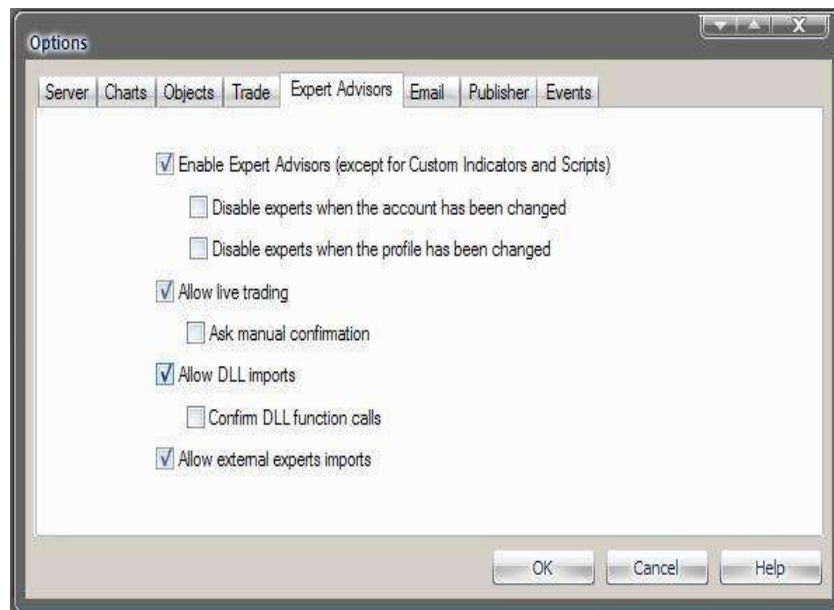 Options
X
Server Charts Objects Trade Expert Advisors Email Publisher Events
Enable Expert Advisors (except for Custom Indicators and Scripts)
Disable experts when the account has been changed
Disable experts when the profile has been changed
Allow live trading
Ask manual confirmation
Allow DLL imports
Confirm DLL function calls
Allow external experts imports
OK Cancel Help